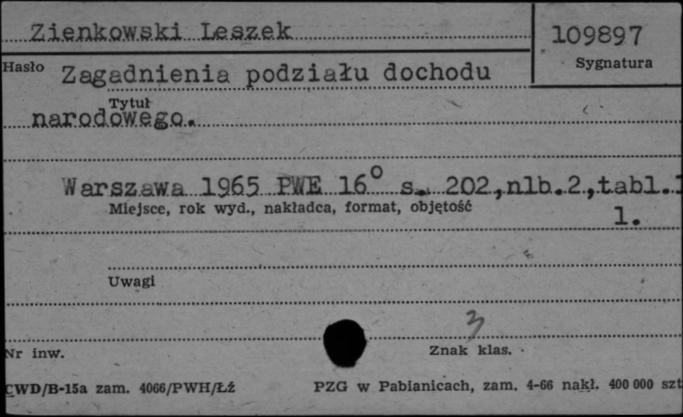 Zienkowski Leszek
109897
Hasło
Sygnatura
Zagadnienia podziału dochodu
Tytuł
narodowego.
Warszawa 1965 PWE 16° s. 202,nlb.2,tabl.1
Miejsce, rok wyd., nakładca, format, objętość
l.
Uwagi
3
Nr inw.
Znak klas.
CWD/B-15a zam. 4066/PWH/Łź
PZG w Pabianicach, zam. 4-66 nakł. 400 000 szt